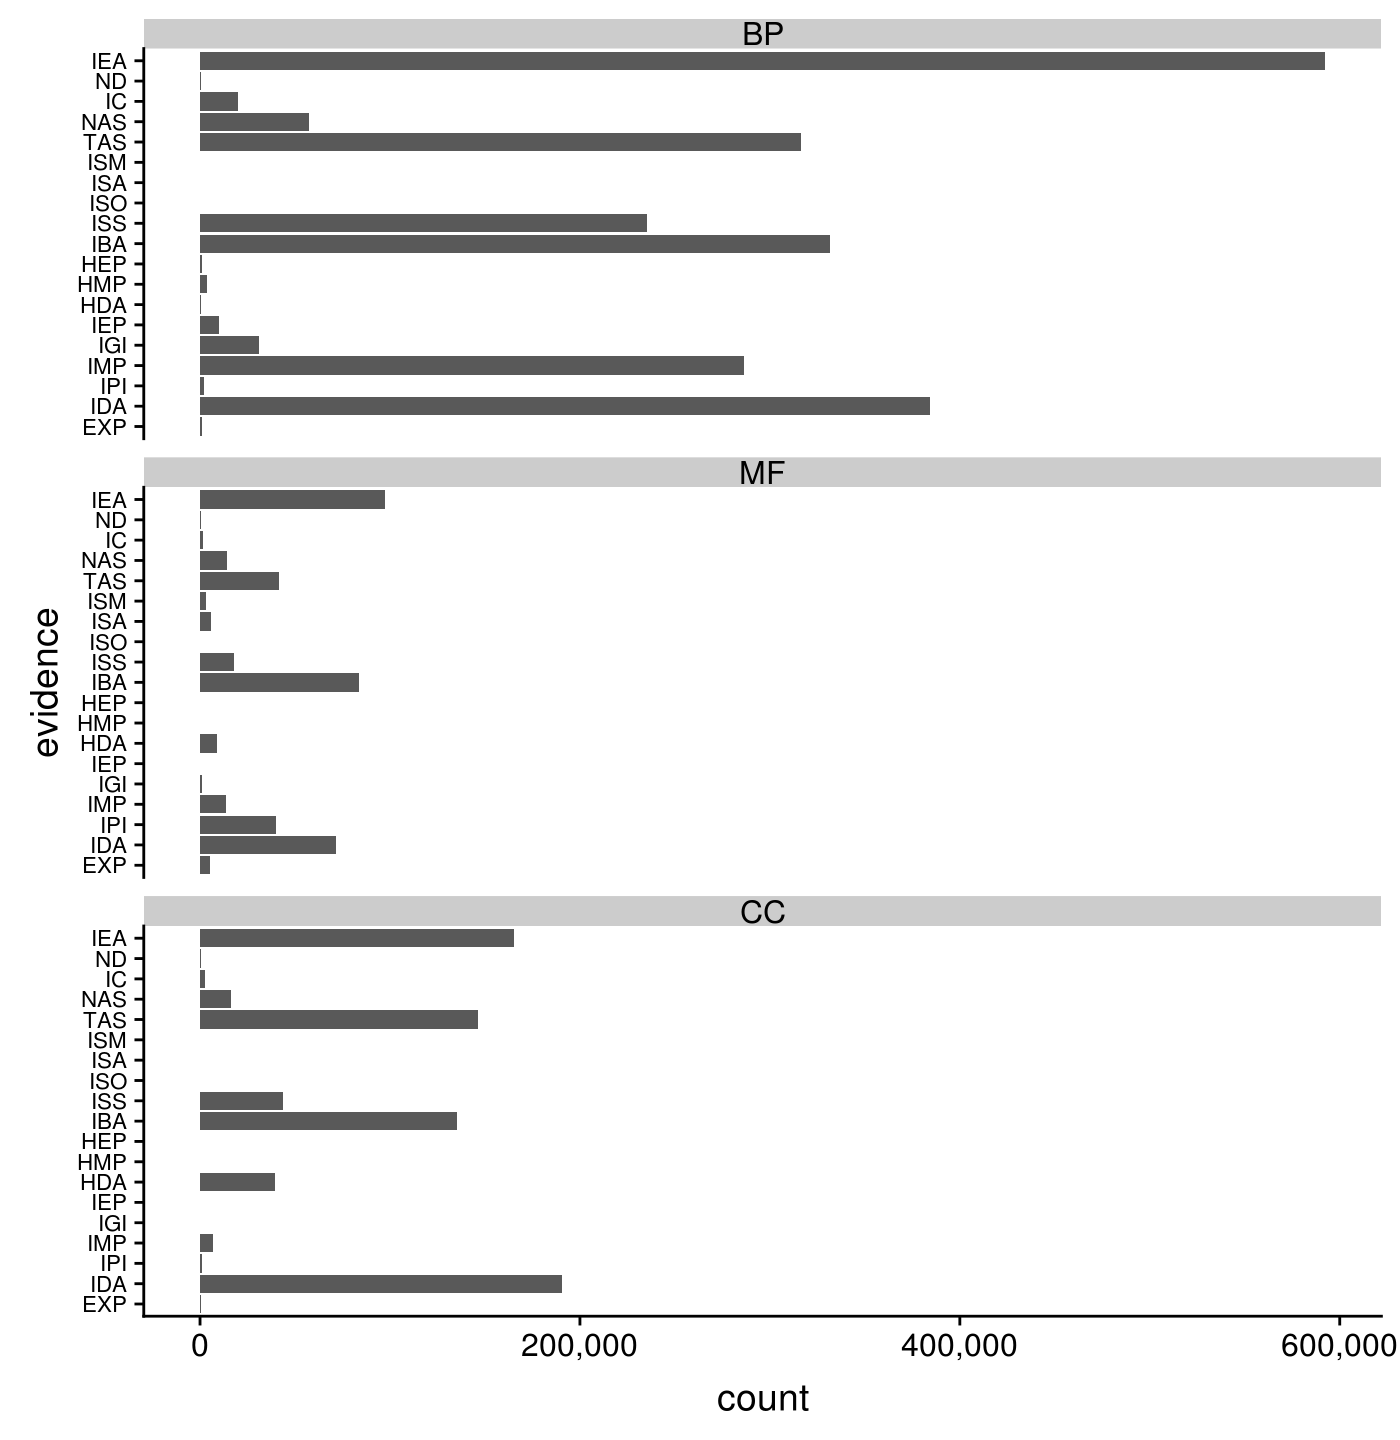 BP
IEA
ND
IC
NAS
TAS
ISM
ISA
ISO
ISS
IBA
HEP
HMP
HDA
IEP
IGI
IMP
IPI
IDA
EXP
MF
IEA
ND
IC
NAS
TAS
ISM
ISA
ISO
ISS
IBA
HEP
HMP
HDA
IEP
IGI
IMP
IPI
IDA
EXP
evidence
CC
IEA
ND
IC
NAS
TAS
ISM
ISA
ISO
ISS
IBA
HEP
HMP
HDA
IEP
IGI
IMP
IPI
IDA
EXP
0 200,000 400,000 600,000
count